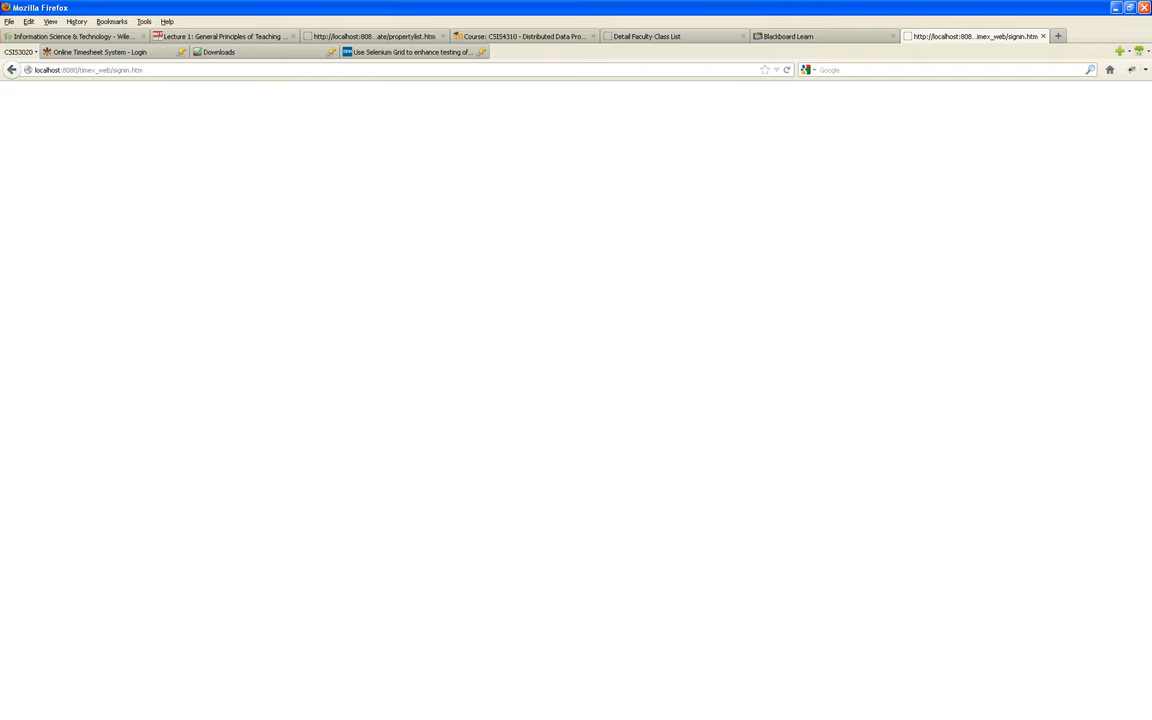 Mozilla Firefox
File Edit View History Bookmarks Tools Help
Information Science & Technology - Wile... Lecture 1: General Principles of Teaching ... http://localhost:808...ate/propertylist.htm Course: CSIS4310 - Distributed Data Pro... Detail Faculty Class List Blackboard Learn http://localhost:808...imex_web/signin.htm
CSIS3020 Online Timesheet System - Login Downloads Use Selenium Grid to enhance testing of...
localhost:8080/timex_web/signin.htm Google